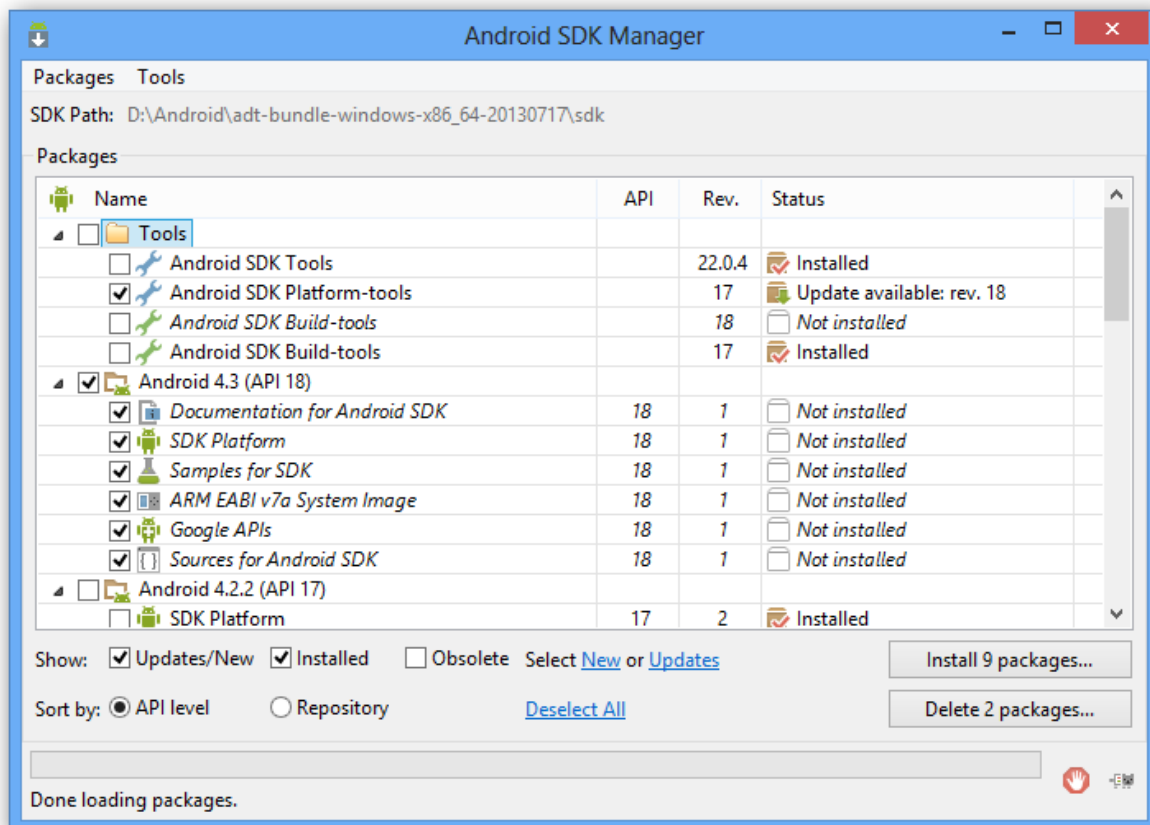 Android SDK Manager
Packages Tools
SDK Path: D:\Android\adt-bundle-windows-x86_64-20130717\sdk
Packages
Name API Rev. Status
Tools
Android SDK Tools 22.0.4 Installed
Android SDK Platform-tools 17 Update available: rev. 18
Android SDK Build-tools 18 Not installed
Android SDK Build-tools 17 Installed
Android 4.3 (API 18)
Documentation for Android SDK 18 1 Not installed
SDK Platform 18 1 Not installed
Samples for SDK 18 1 Not installed
ARM EABI v7a System Image 18 1 Not installed
Google APIs 18 1 Not installed
Sources for Android SDK 18 1 Not installed
Android 4.2.2 (API 17)
SDK Platform 17 2 Installed
Show: Updates/New Installed Obsolete Select New or Updates Install 9 packages...
Sort by: API level Repository Deselect All Delete 2 packages...
Done loading packages.